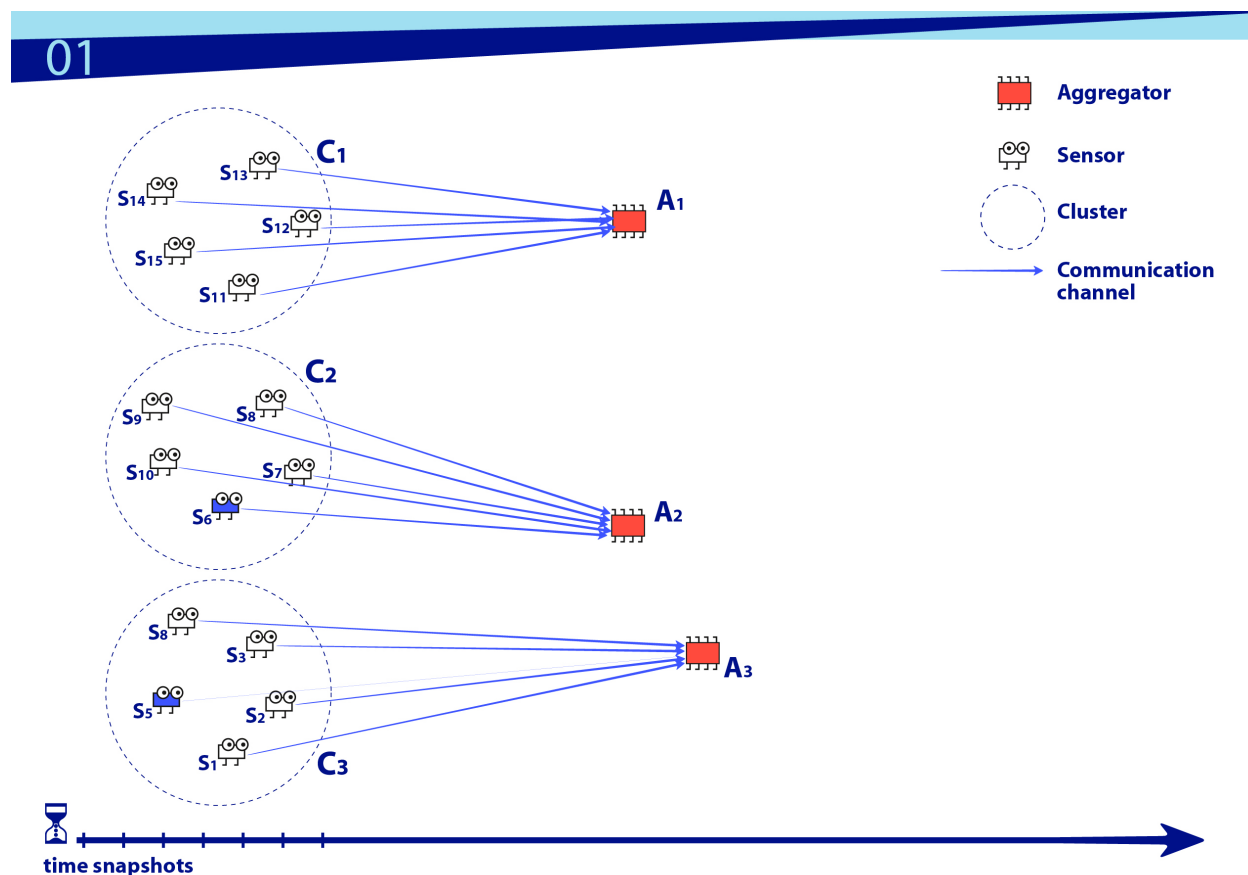 01
C1
S13
S14
S12
S15
S11
A1
Aggregator
Sensor
Cluster
Communication
channel
C2
S9
S8
S10
S7
S6
A2
S8
S3
S5
S2
S1
A3
C3
time snapshots